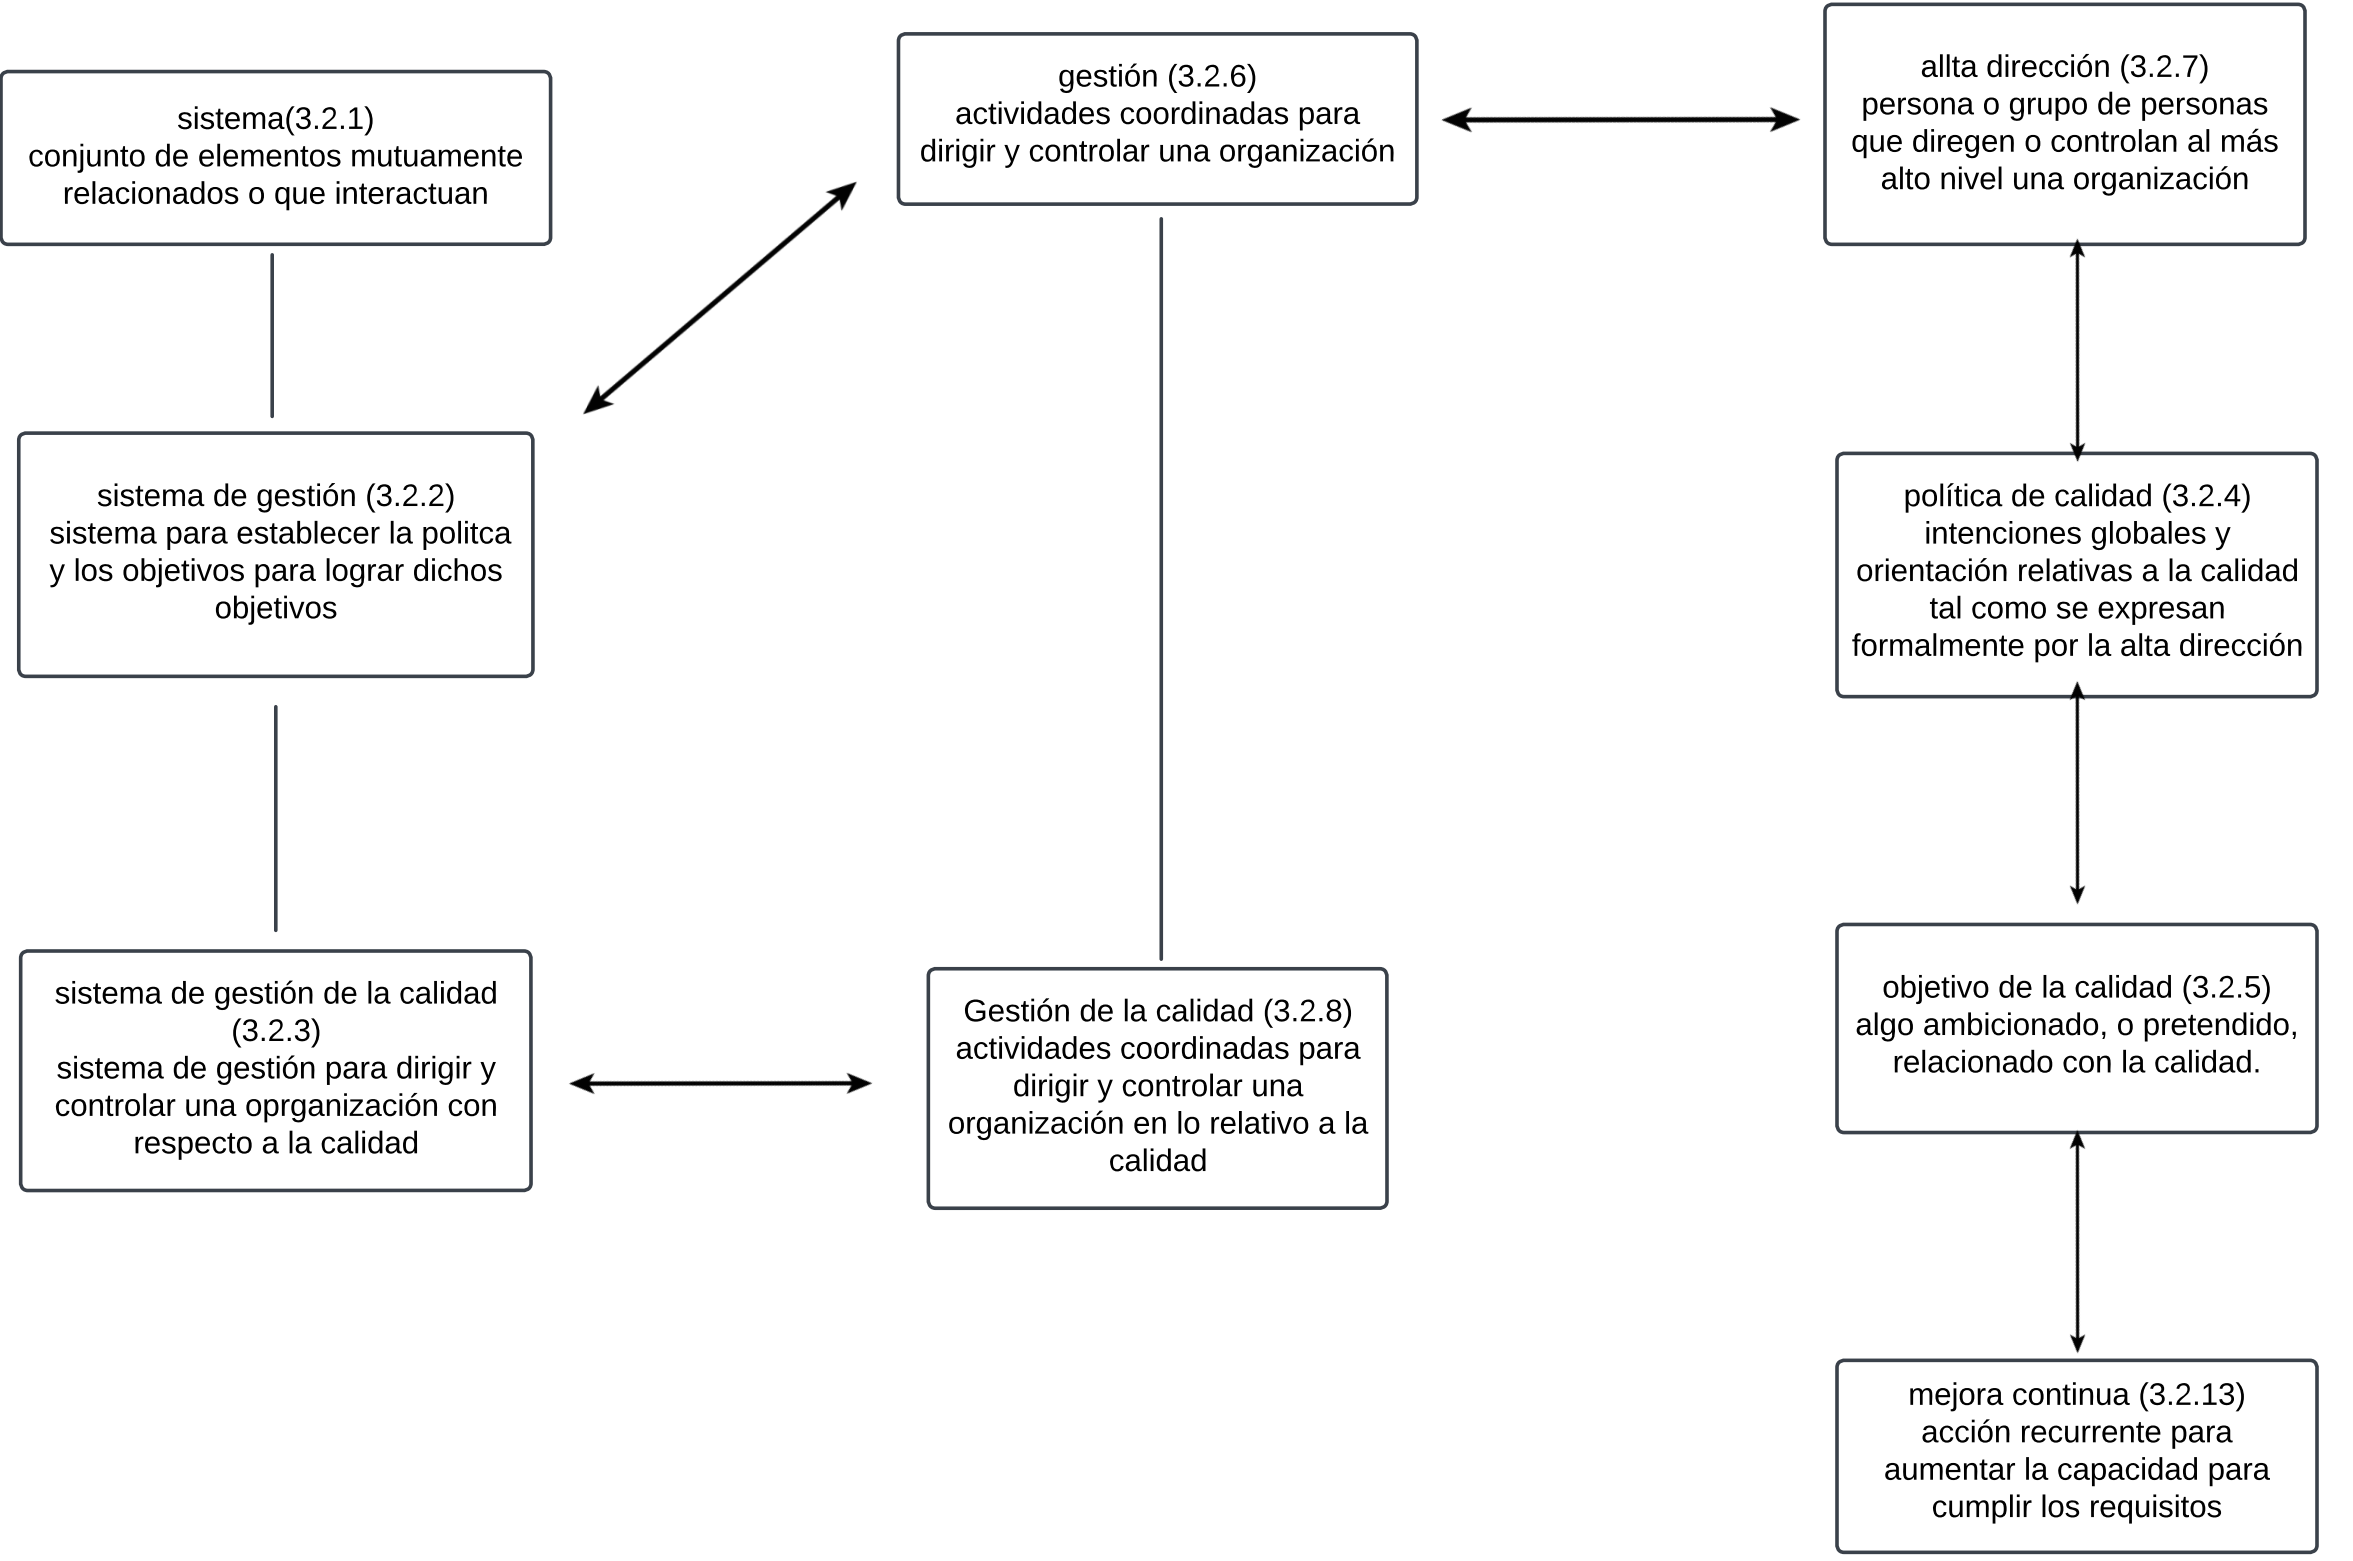 sistema(3.2.1)
conjunto de elementos mutuamente
relacionados o que interactuan
sistema de gestión (3.2.2)
sistema para establecer la politca
y los objetivos para lograr dichos
objetivos
sistema de gestión de la calidad
(3.2.3)
sistema de gestión para dirigir y
controlar una oprganización con
respecto a la calidad
gestión (3.2.6)
actividades coordinadas para
dirigir y controlar una organización
Gestión de la calidad (3.2.8)
actividades coordinadas para
dirigir y controlar una
organización en lo relativo a la
calidad
allta dirección (3.2.7)
persona o grupo de personas
que diregen o controlan al más
alto nivel una organización
política de calidad (3.2.4)
intenciones globales y
orientación relativas a la calidad
tal como se expresan
formalmente por la alta dirección
objetivo de la calidad (3.2.5)
algo ambicionado, o pretendido,
relacionado con la calidad.
mejora continua (3.2.13)
acción recurrente para
aumentar la capacidad para
cumplir los requisitos